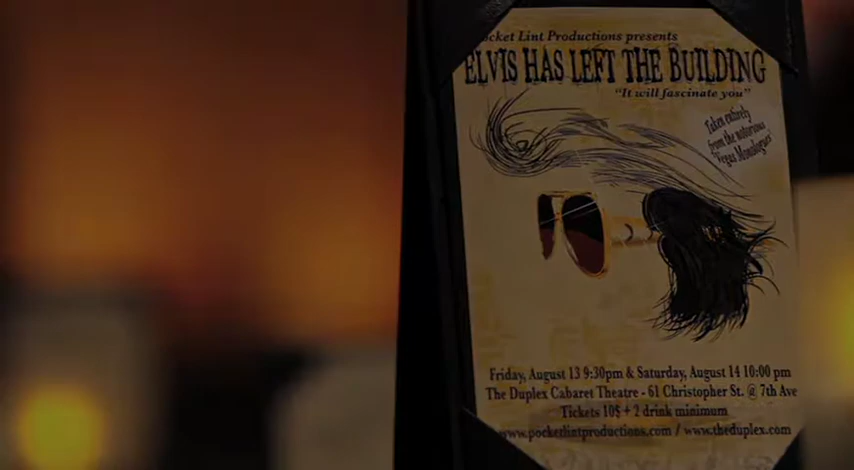 ocket Lint Productions presents
ELVIS HAS LEFT THE BUILDING
"It will fascinate you"
Taken entirely
from the notorious
'Vegas Monologues'
Friday, August 13 9:30pm & Saturday, August 14 10:00 pm
The Duplex Cabaret Theatre - 61 Christopher St. @ 7th Ave
Tickets 10$ + 2 drink minimum
www.pocketlintproductions.com / www.theduplex.com